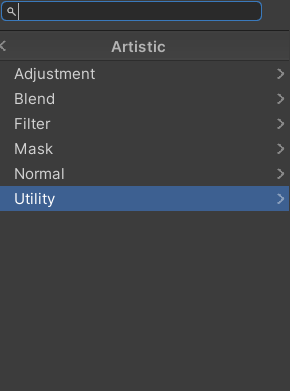 Artistic
Adjustment
Blend
Filter
Mask
Normal
Utility